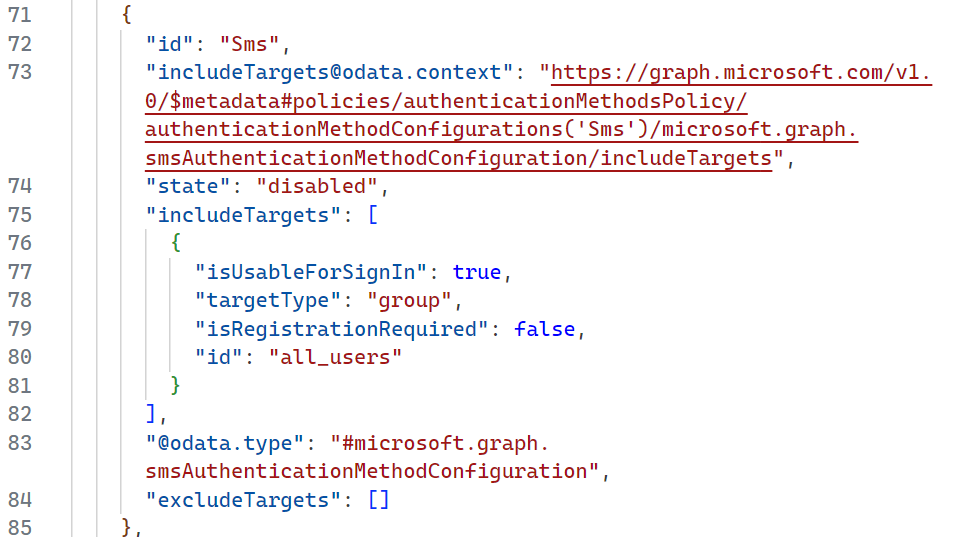 71 {
72 "id": "Sms",
73 "includeTargets@odata.context": "https://graph.microsoft.com/v1.
0/$metadata#policies/authenticationMethodsPolicy/
authenticationMethodConfigurations('Sms')/microsoft.graph.
smsAuthenticationMethodConfiguration/includeTargets",
74 "state": "disabled",
75 "includeTargets": [
76 {
77 "isUsableForSignIn": true,
78 "targetType": "group",
79 "isRegistrationRequired": false,
80 "id": "all_users"
81 }
82 ],
83 "@odata.type": "#microsoft.graph.
smsAuthenticationMethodConfiguration",
84 "excludeTargets": []
85 },